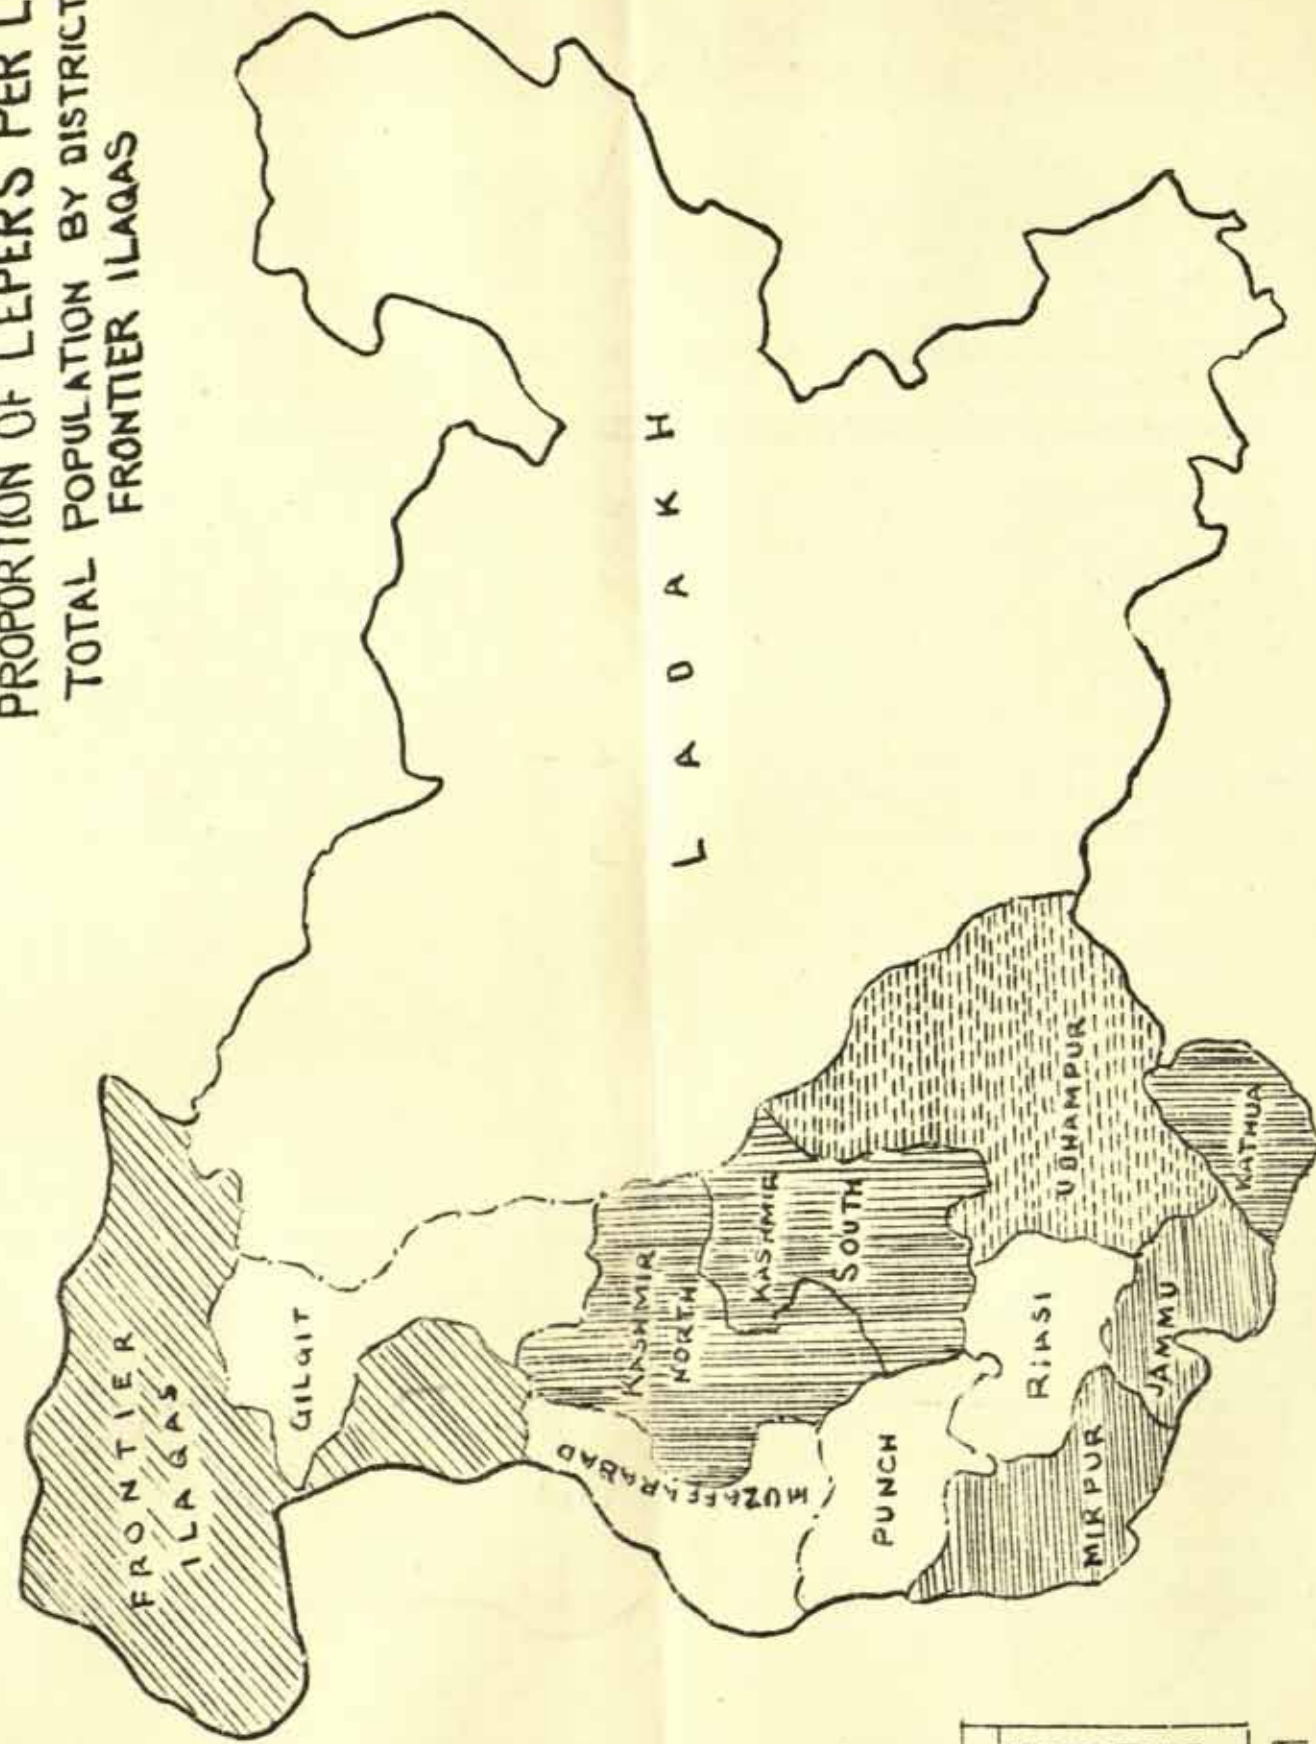 PROPORTION OF LEPERS PER L
TOTAL POPULATION BY DISTRICT
FRONTIER ILAQAS
FRONTIER
ILAQAS
GILGIT
LADAKH
KASHMIR
NORTH
KASHMIR
SOUTH
MUZAFFARABAD
PUNCH
RIASI
UDHAMPUR
MIRPUR
JAMMU
KATHUA